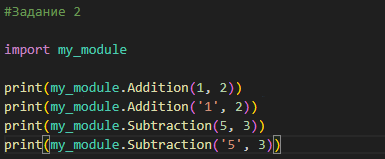 #Задание 2
import my_module
print(my_module.Addition(1, 2))
print(my_module.Addition('1', 2))
print(my_module.Subtraction(5, 3))
print(my_module.Subtraction('5', 3))